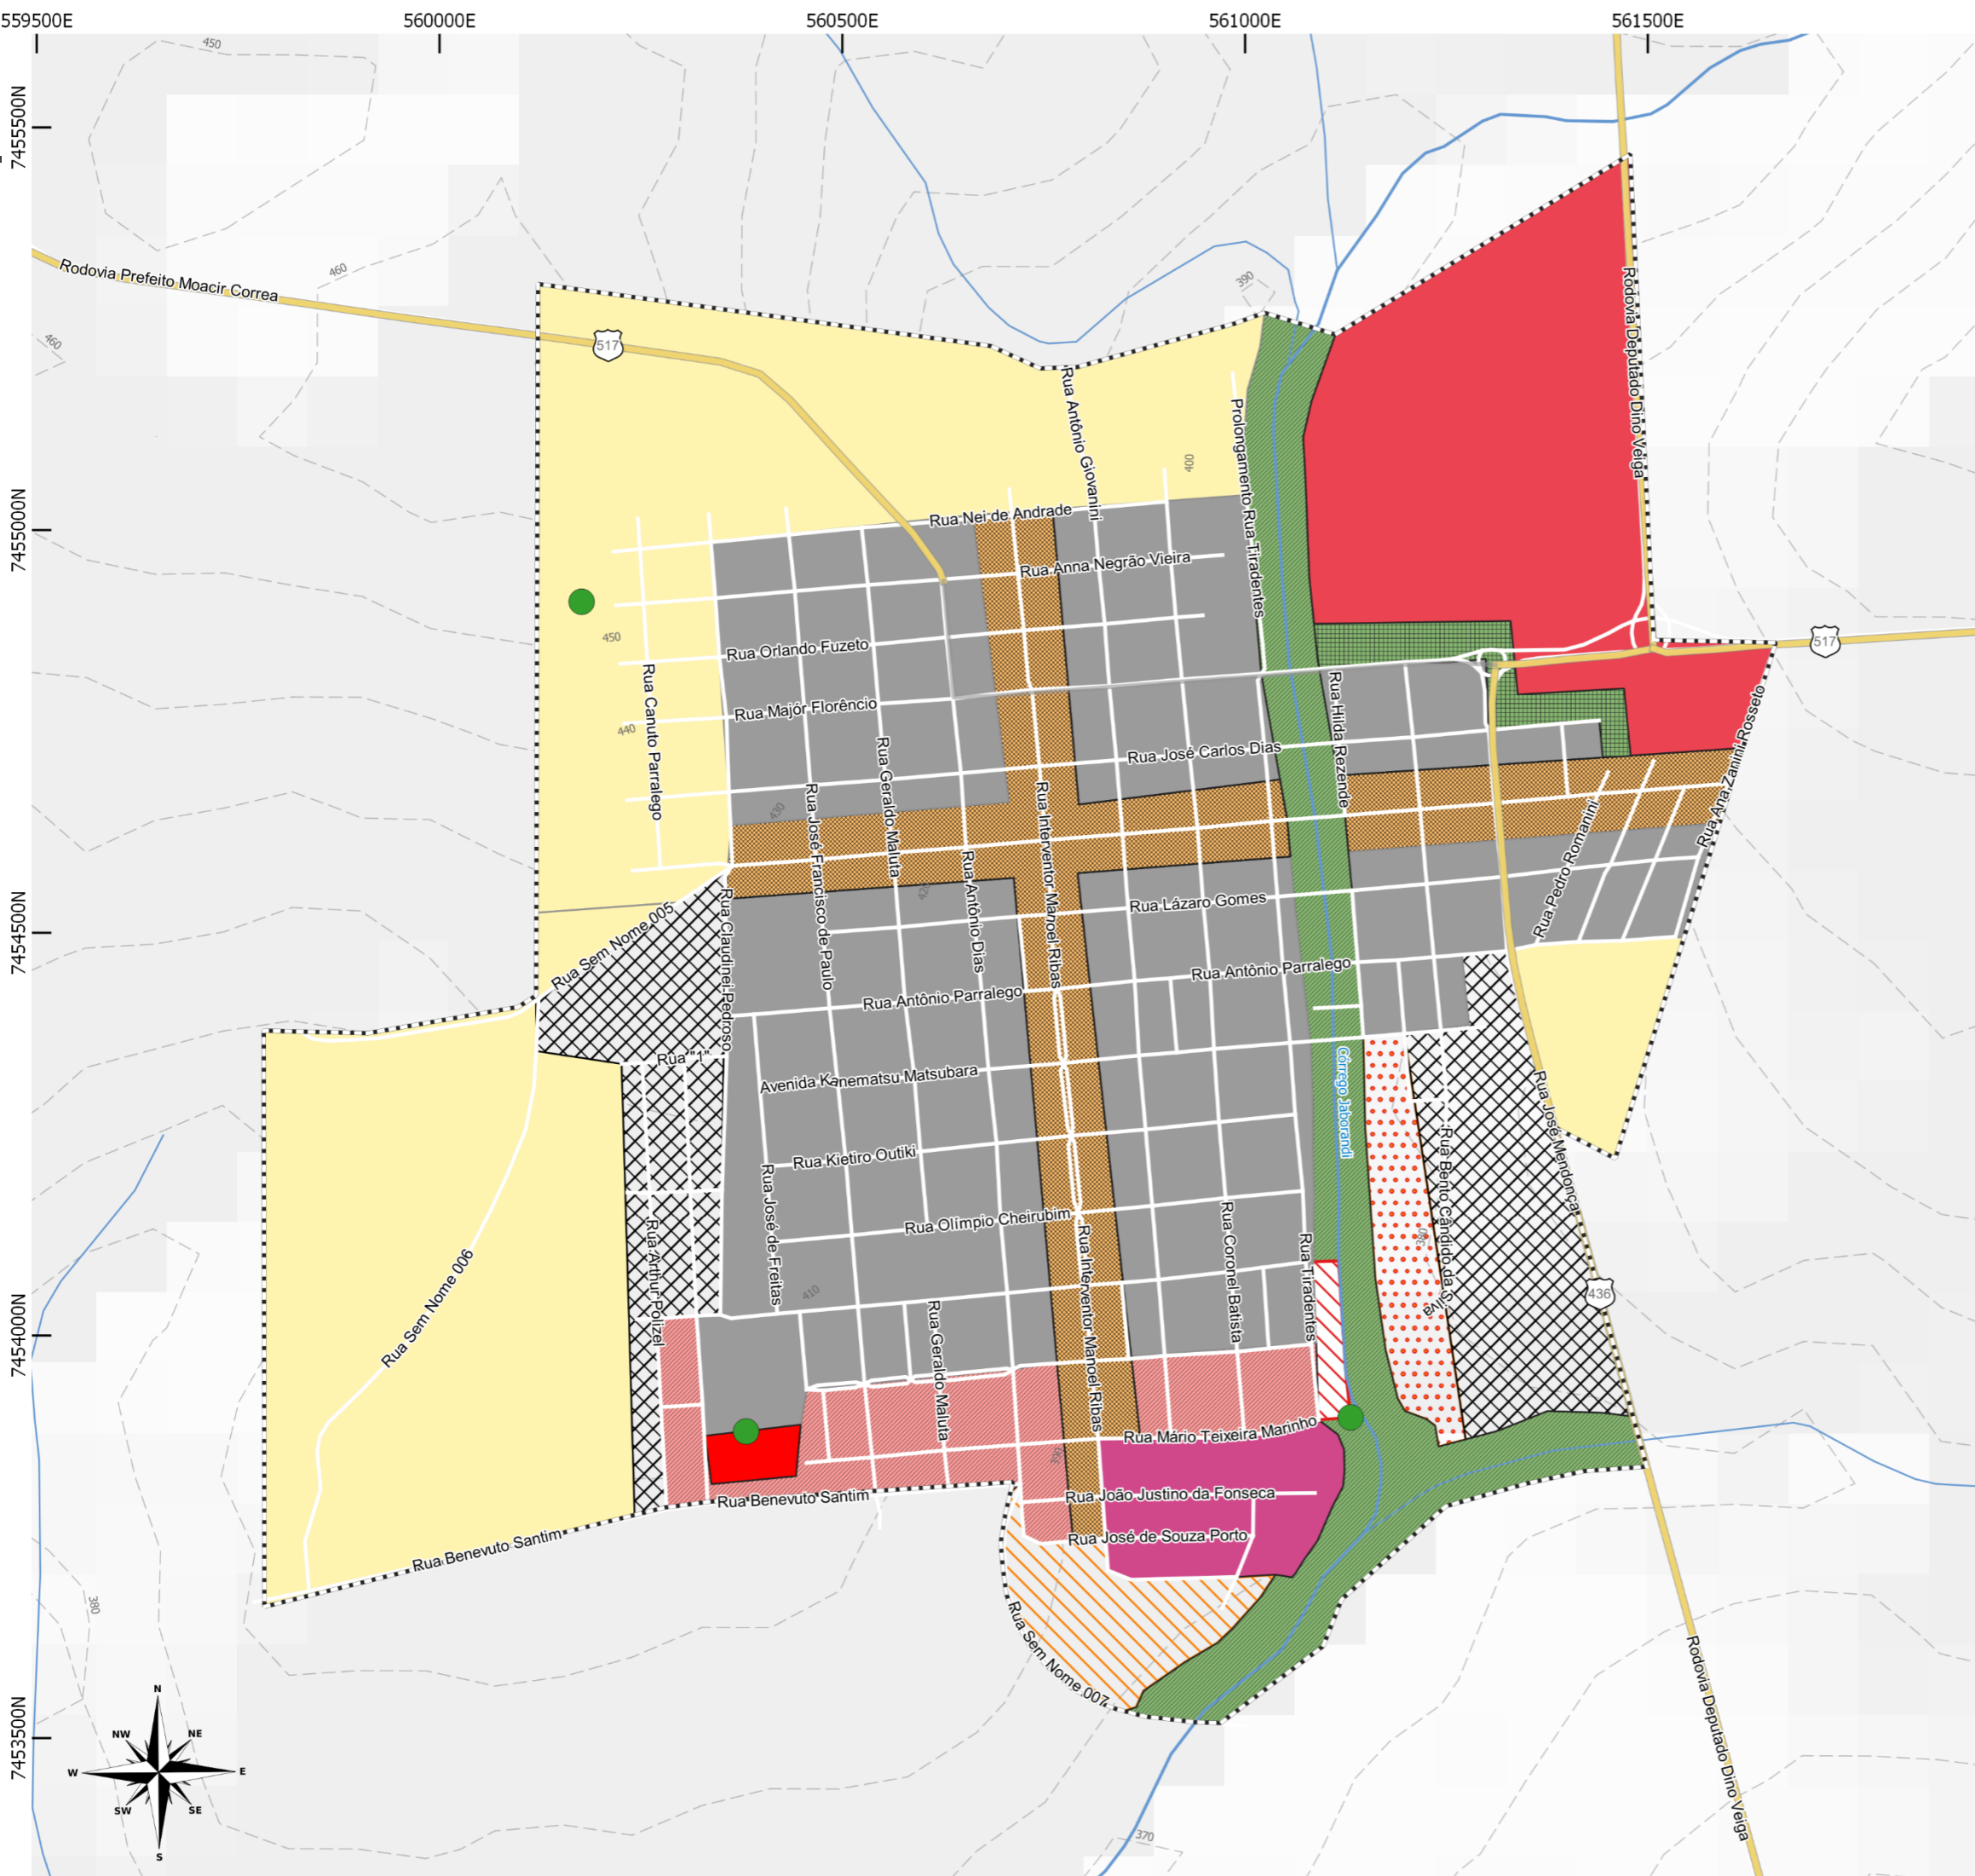 559500E
560000E
560500E
561000E
561500E
450
7455500N
460
Rodovia Prefeito Moacir Correa
390
460
517
Rodovia Deputado Dino Veiga
Rua Antônio Giovanini
Prolongamento Rua Tiradentes
400
7455000N
Rua Nei de Andrade
Rua Anna Negrão Vieira
450
Rua Orlando Fuzeto
517
Rua Canuto Parralego
Rua Major Florêncio
440
Rua Hilda Rezende
Rua Ana Zanini Rosseto
Rua José Carlos Dias
Rua Geraldo Maluta
430
Rua José Francisco de Paulo
Rua Interventor Manoel Ribas
Rua Pedro Romanini
420
Rua Antônio Dias
Rua Lázaro Gomes
7454500N
Rua Sem Nome 005
Rua Claudinei Pedroso
Rua Antônio Parralego
Rua Antônio Parralego
Rua "1"
Avenida Kanematsu Matsubara
Córrego Jaborandi
Rua José Mendonça
Rua Kietiro Outiki
Rua José de Freitas
Rua Bento Cândido da Silva
Rua Olímpio Cheirubim
Rua Arthur Polizel
Rua Coronel Batista
Rua Tiradentes
380
Rua Sem Nome 006
410
436
7454000N
Rua Geraldo Maluta
Rua Interventor Manoel Ribas
Rua Mário Teixeira Marinho
390
Rua Benevuto Santim
Rua João Justino da Fonseca
Rua José de Souza Porto
Rua Benevuto Santim
380
Rua Sem Nome 007
Rodovia Deputado Dino Veiga
7453500N
N
NW
NE
W
E
SW
SE
S
370